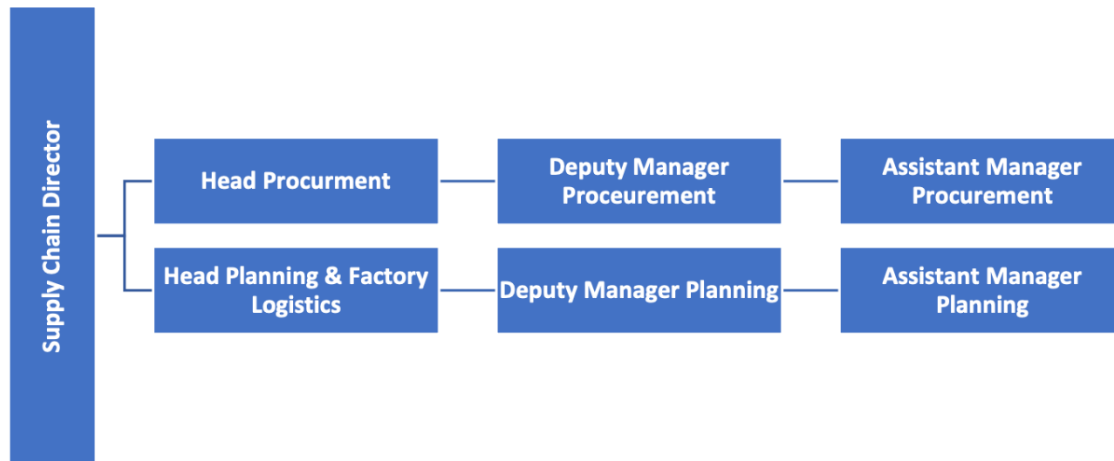 Supply Chain Director
Head Procurment
Deputy Manager
Proceurement
Assistant Manager
Procurement
Head Planning & Factory
Logistics
Deputy Manager Planning
Assistant Manager
Planning